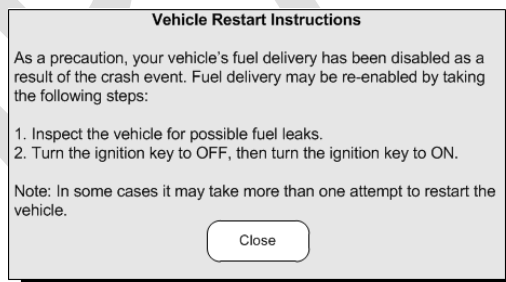 Vehicle Restart Instructions
As a precaution, your vehicle's fuel delivery has been disabled as a
result of the crash event. Fuel delivery may be re-enabled by taking
the following steps:
1. Inspect the vehicle for possible fuel leaks.
2. Turn the ignition key to OFF, then turn the ignition key to ON.
Note: In some cases it may take more than one attempt to restart the
vehicle.
Close